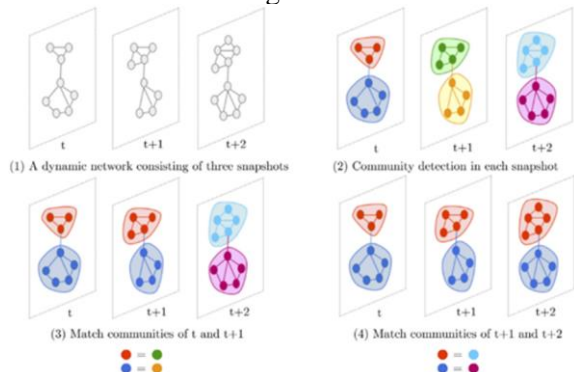 t
t+1
t+2
(1) A dynamic network consisting of three snapshots
t
t+1
t+2
(2) Community detection in each snapshot
t
t+1
t+2
(3) Match communities of t and t+1
=
=
t
t+1
t+2
(4) Match communities of t+1 and t+2
=
=